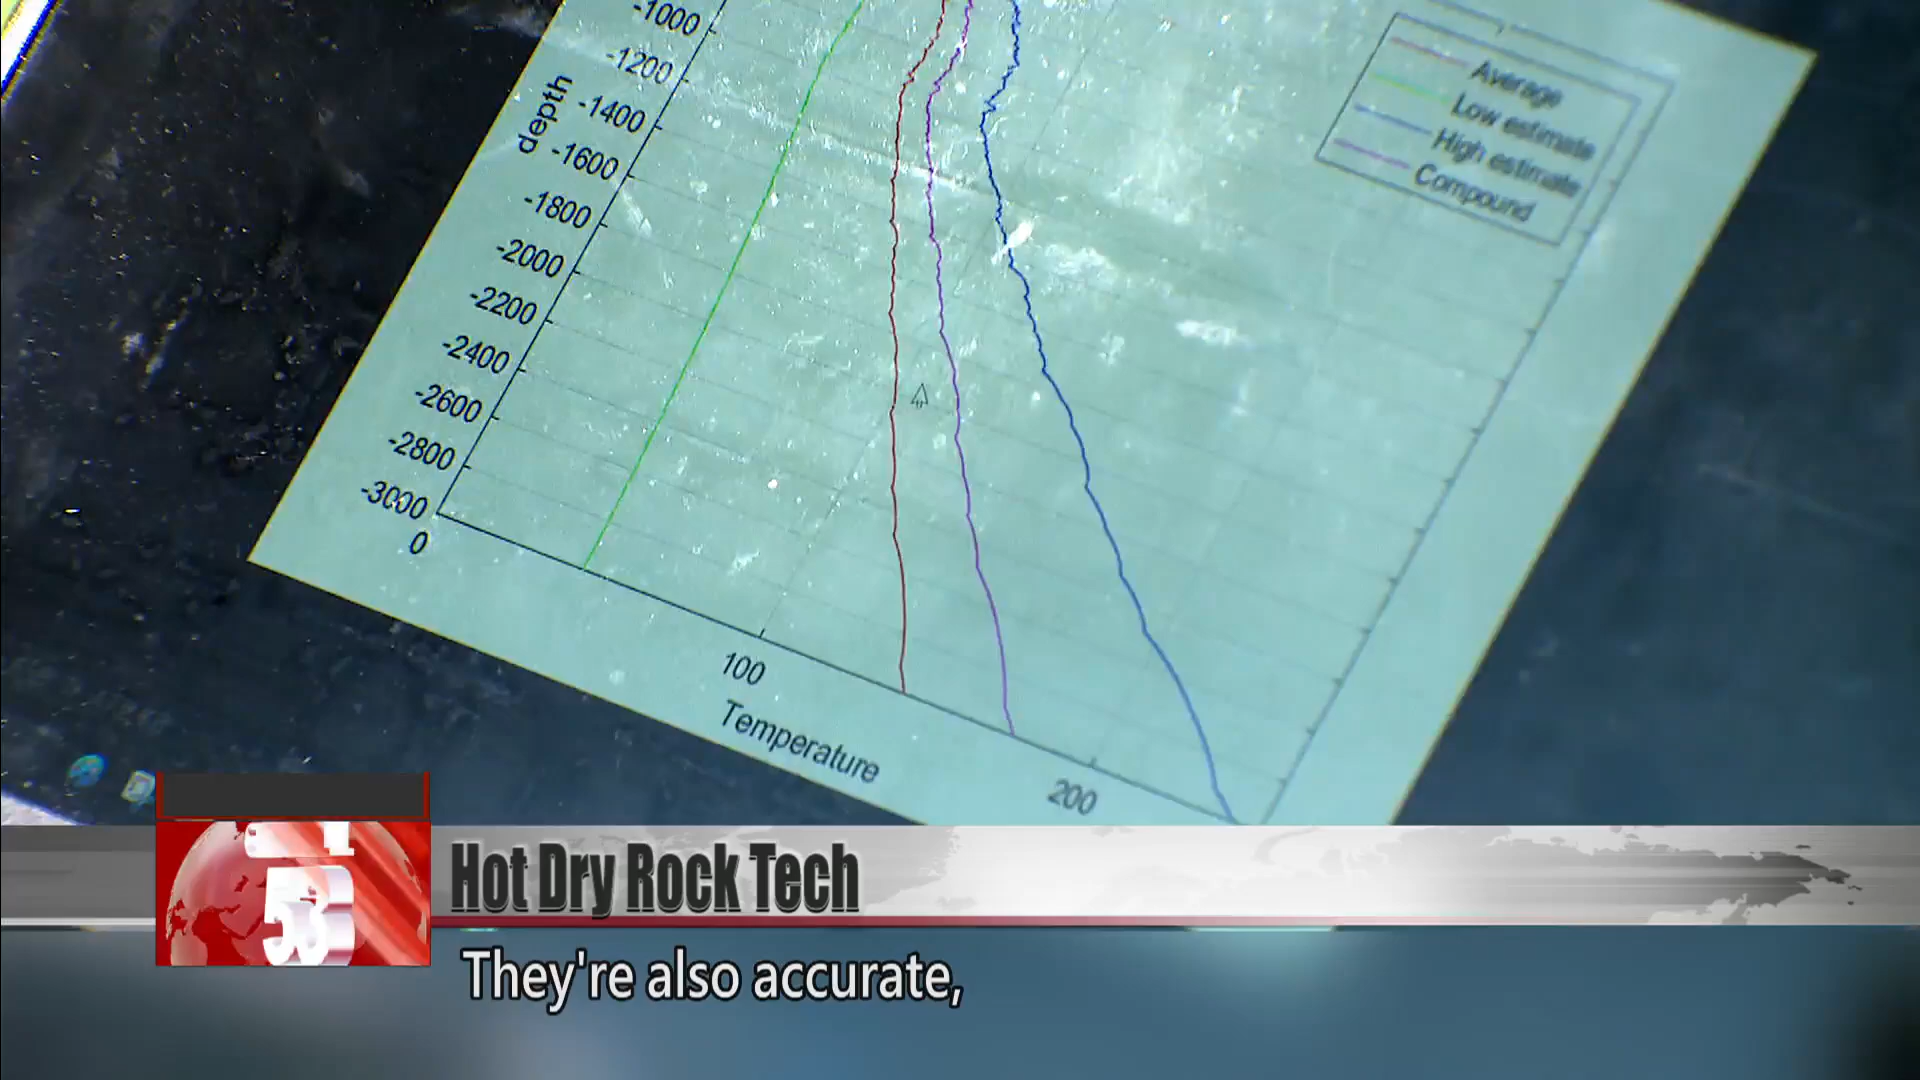 -1000
-1200
-1400
-1600
-1800
-2000
-2200
-2400
-2600
-2800
-3000
depth
0
100
200
Temperature
Average
Low estimate
High estimate
Compound
53
Hot Dry Rock Tech
They're also accurate,